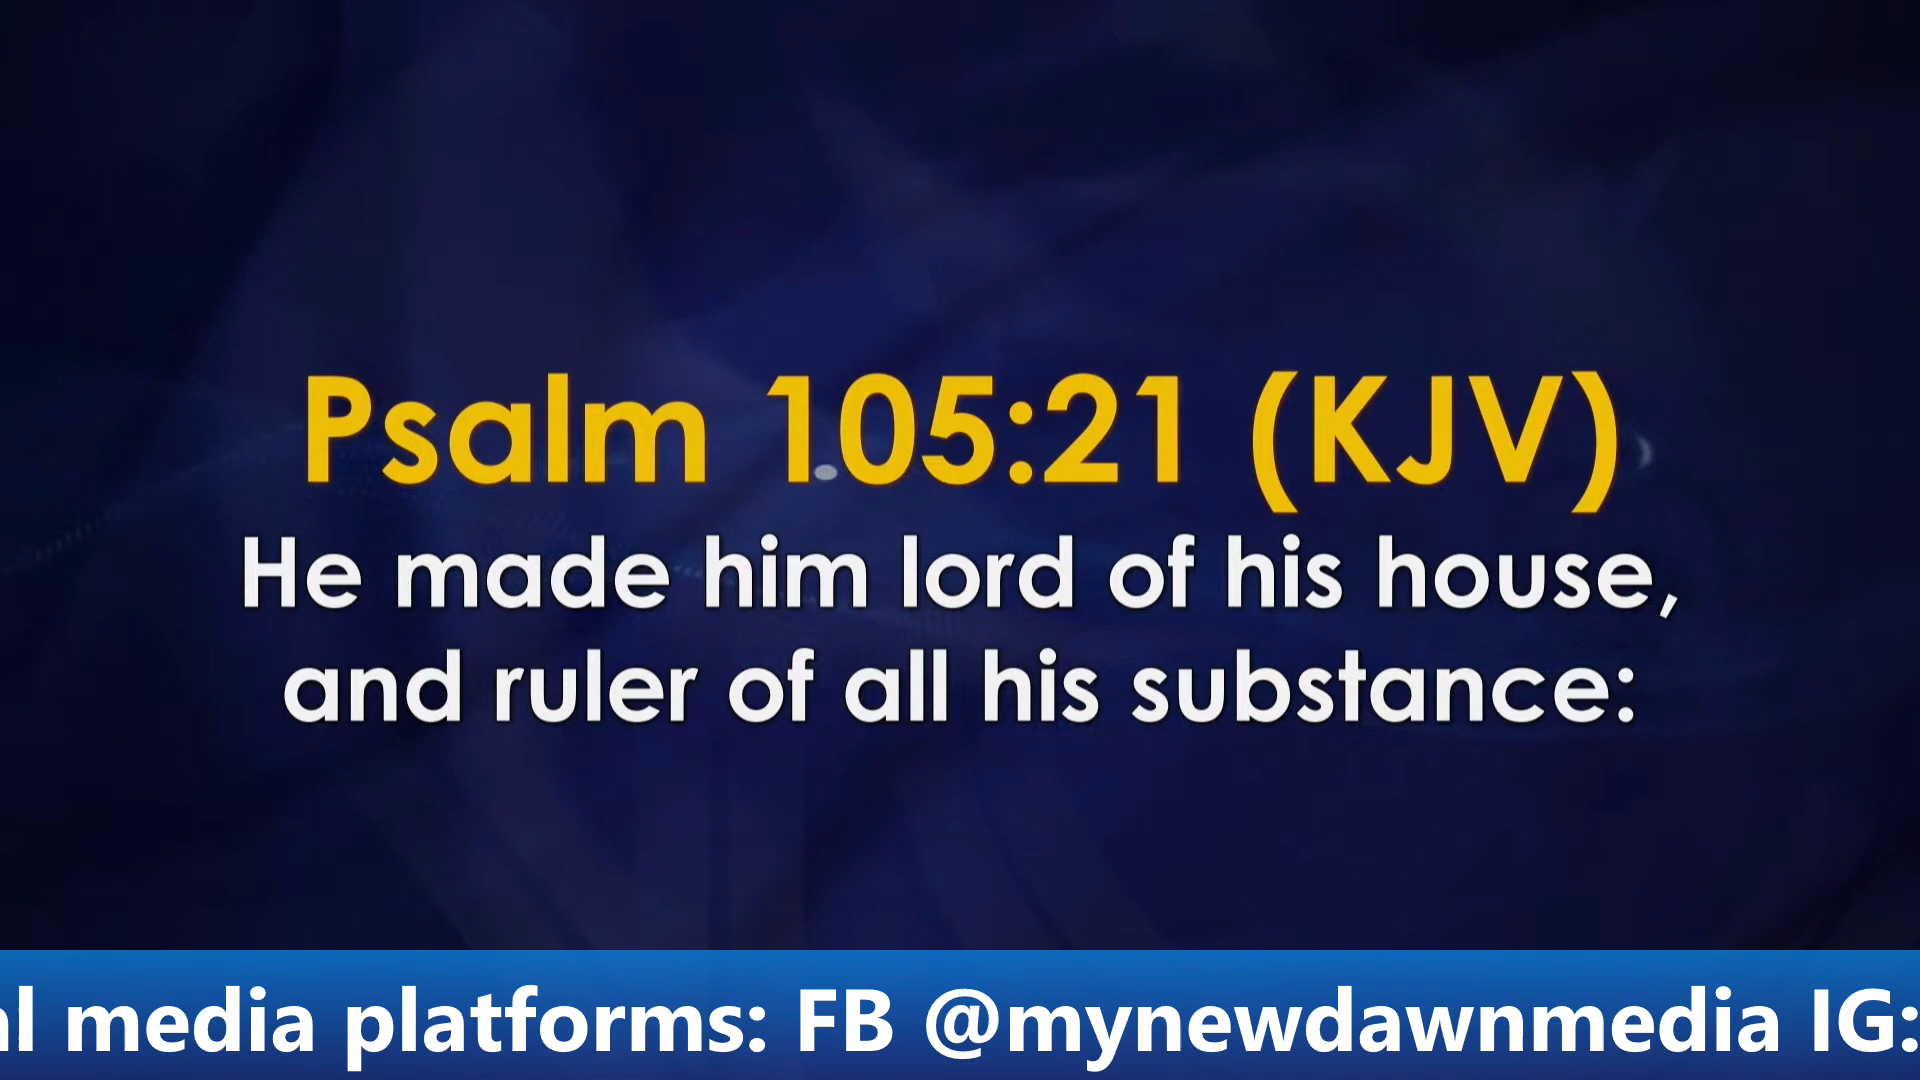 Psalm 105:21 (KJV)
He made him lord of his house,
and ruler of all his substance:
al media platforms: FB @mynewdawnmedia IG: